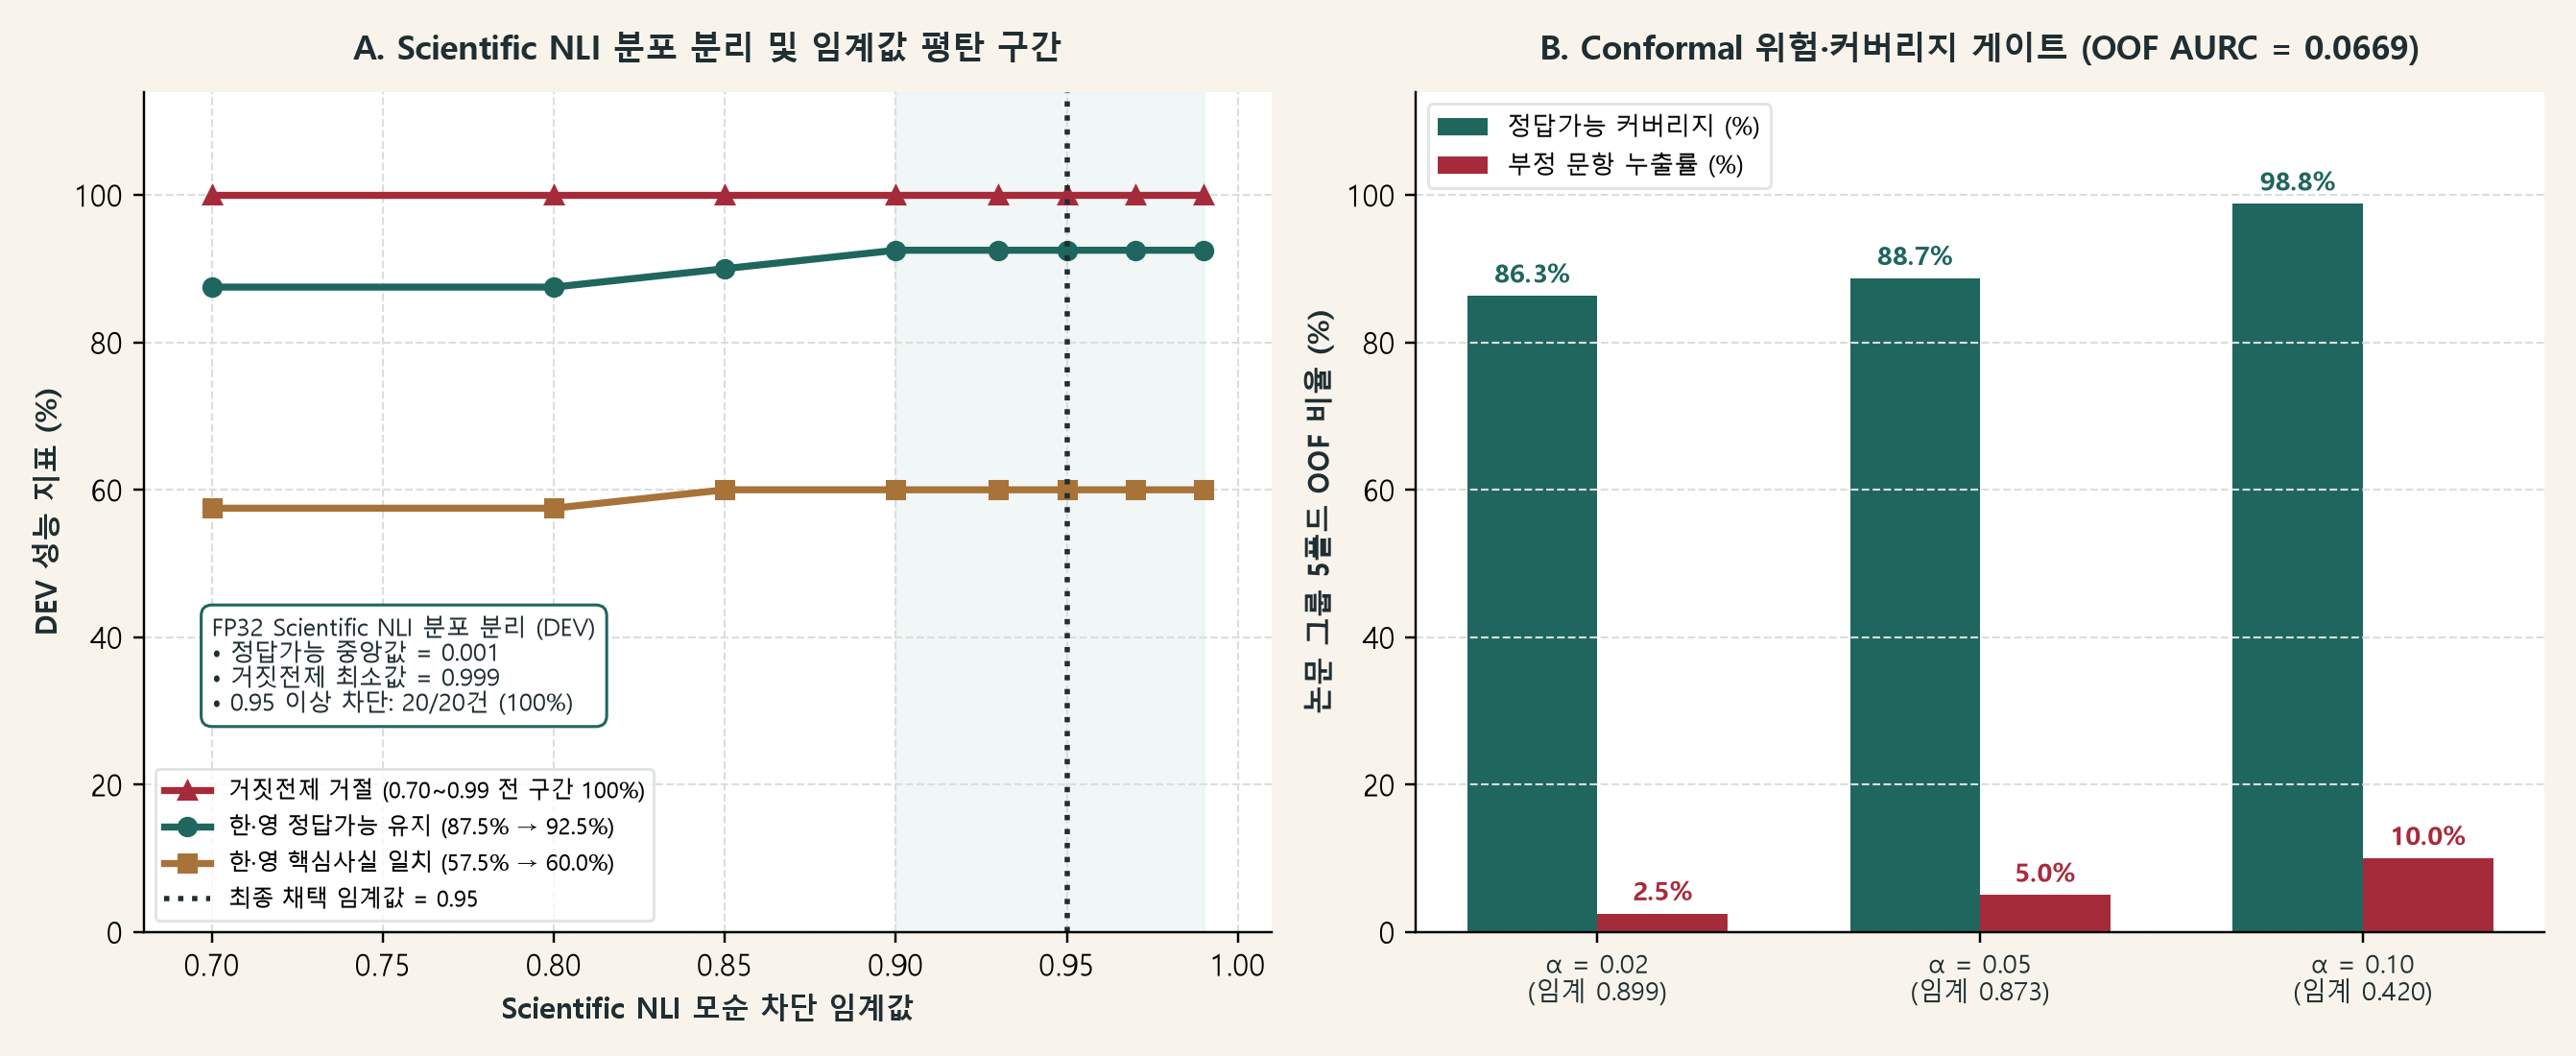 A. Scientific NLI 분포 분리 및 임계값 평탄 구간
DEV 성능 지표 (%)
100
80
60
40
20
0
FP32 Scientific NLI 분포 분리 (DEV)
• 정답가능 중앙값 = 0.001
• 거짓전제 최소값 = 0.999
• 0.95 이상 차단: 20/20건 (100%)
거짓전제 거절 (0.70~0.99 전 구간 100%)
한·영 정답가능 유지 (87.5% → 92.5%)
한·영 핵심사실 일치 (57.5% → 60.0%)
최종 채택 임계값 = 0.95
0.70 0.75 0.80 0.85 0.90 0.95 1.00
Scientific NLI 모순 차단 임계값
B. Conformal 위험·커버리지 게이트 (OOF AURC = 0.0669)
논문 그룹 5폴드 OOF 비율 (%)
정답가능 커버리지 (%)
부정 문항 누출률 (%)
100
80
60
40
20
0
86.3%
2.5%
88.7%
5.0%
98.8%
10.0%
α = 0.02
(임계 0.899)
α = 0.05
(임계 0.873)
α = 0.10
(임계 0.420)